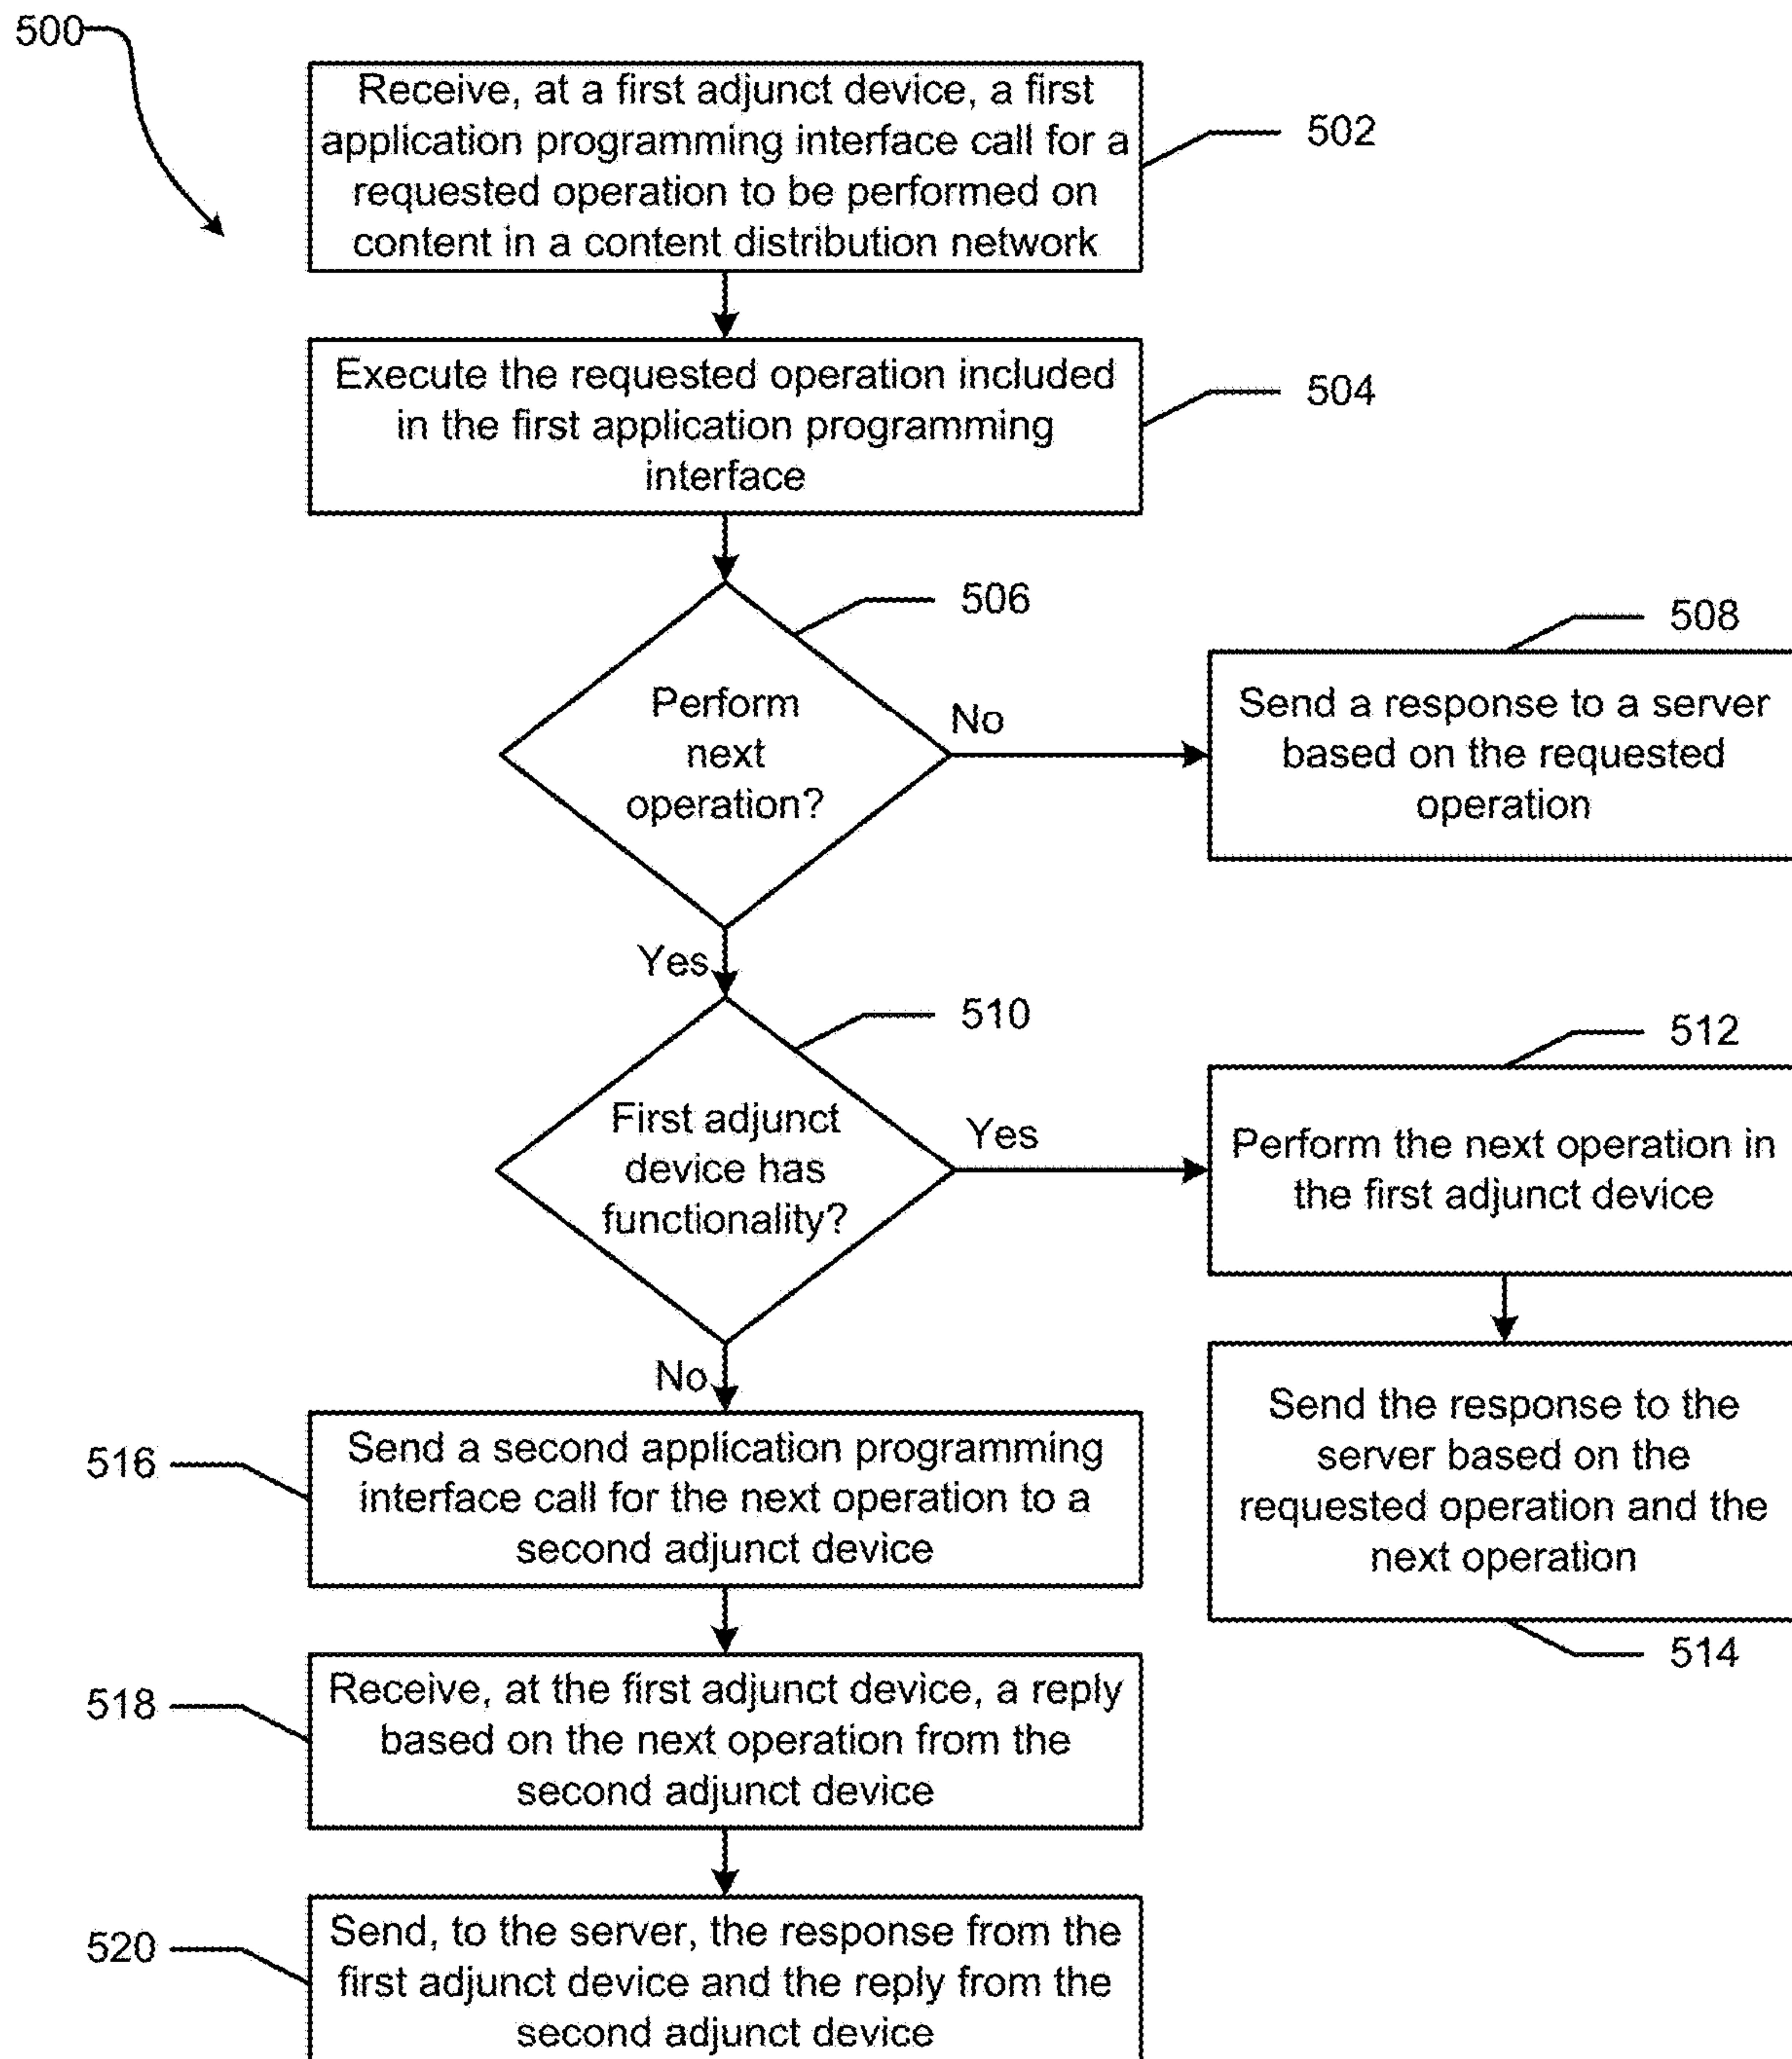 500
Receive, at a first adjunct device, a first
application programming interface call for a
requested operation to be performed on
content in a content distribution network
502
Execute the requested operation included
in the first application programming
interface
504
506
Perform
next
operation?
No
508
Send a response to a server
based on the requested
operation
Yes
510
First adjunct
device has
functionality?
Yes
512
Perform the next operation in
the first adjunct device
Send the response to the
server based on the
requested operation and the
next operation
514
No
516
Send a second application programming
interface call for the next operation to a
second adjunct device
518
Receive, at the first adjunct device, a reply
based on the next operation from the
second adjunct device
520
Send, to the server, the response from the
first adjunct device and the reply from the
second adjunct device